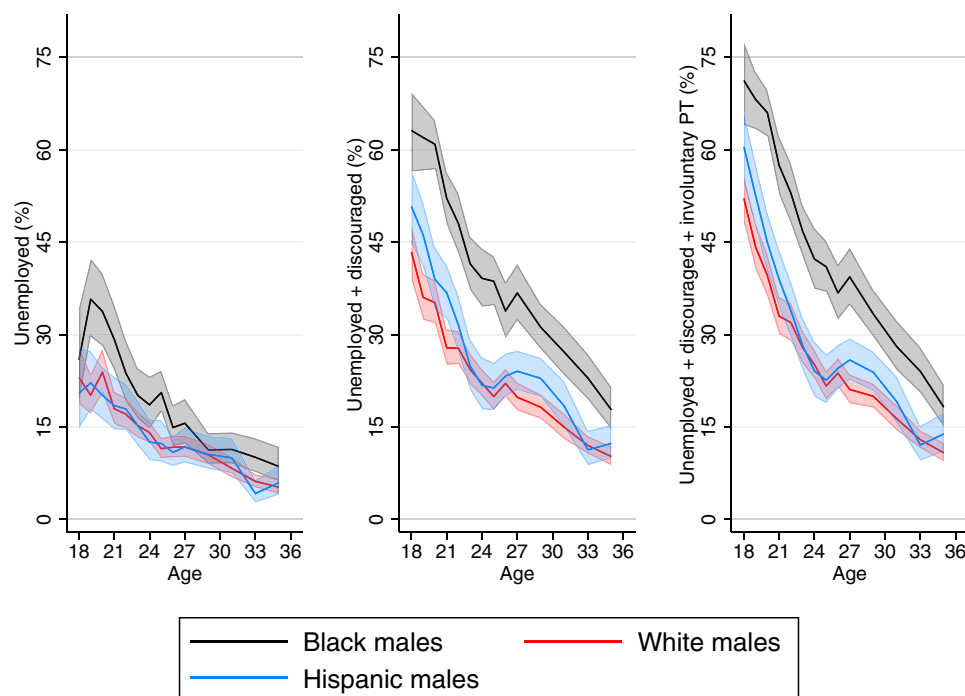 Unemployed (%)
75
60
45
30
15
0
18 21 24 27 30 33 36
Age
Unemployed + discouraged (%)
75
60
45
30
15
0
18 21 24 27 30 33 36
Age
Unemployed + discouraged + involuntary PT (%)
75
60
45
30
15
0
18 21 24 27 30 33 36
Age
Black males White males
Hispanic males